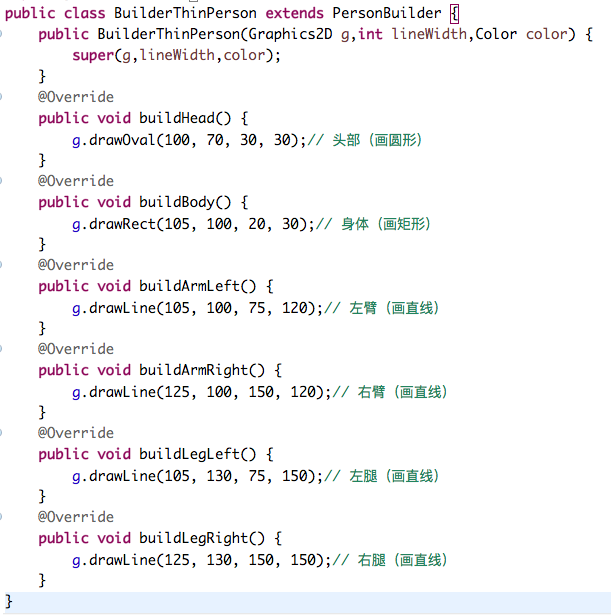 public class BuilderThinPerson extends PersonBuilder {
    public BuilderThinPerson(Graphics2D g,int lineWidth,Color color) {
        super(g,lineWidth,color);
    }
    @Override
    public void buildHead() {
        g.drawOval(100, 70, 30, 30);// 头部（画圆形）
    }
    @Override
    public void buildBody() {
        g.drawRect(105, 100, 20, 30);// 身体（画矩形）
    }
    @Override
    public void buildArmLeft() {
        g.drawLine(105, 100, 75, 120);// 左臂（画直线）
    }
    @Override
    public void buildArmRight() {
        g.drawLine(125, 100, 150, 120);// 右臂（画直线）
    }
    @Override
    public void buildLegLeft() {
        g.drawLine(105, 130, 75, 150);// 左腿（画直线）
    }
    @Override
    public void buildLegRight() {
        g.drawLine(125, 130, 150, 150);// 右腿（画直线）
    }
}